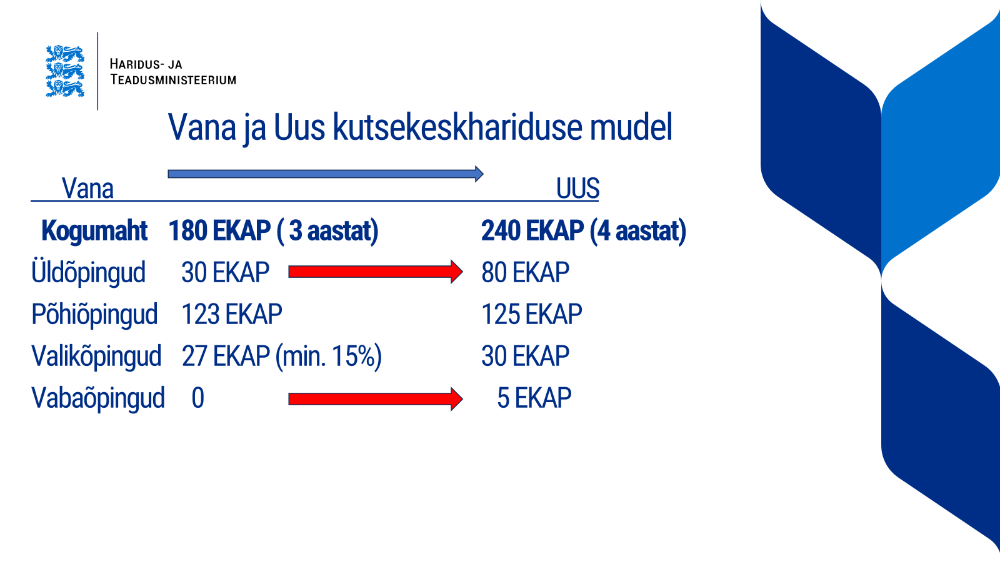 HARIDUS- JA
TEADUSMINISTEERIUM
Vana ja Uus kutsekeskhariduse mudel
Vana UUS
Kogumaht 180 EKAP ( 3 aastat) 240 EKAP (4 aastat)
Üldõpingud 30 EKAP 80 EKAP
Põhiõpingud 123 EKAP 125 EKAP
Valikõpingud 27 EKAP (min. 15%) 30 EKAP
Vabaõpingud 0 5 EKAP